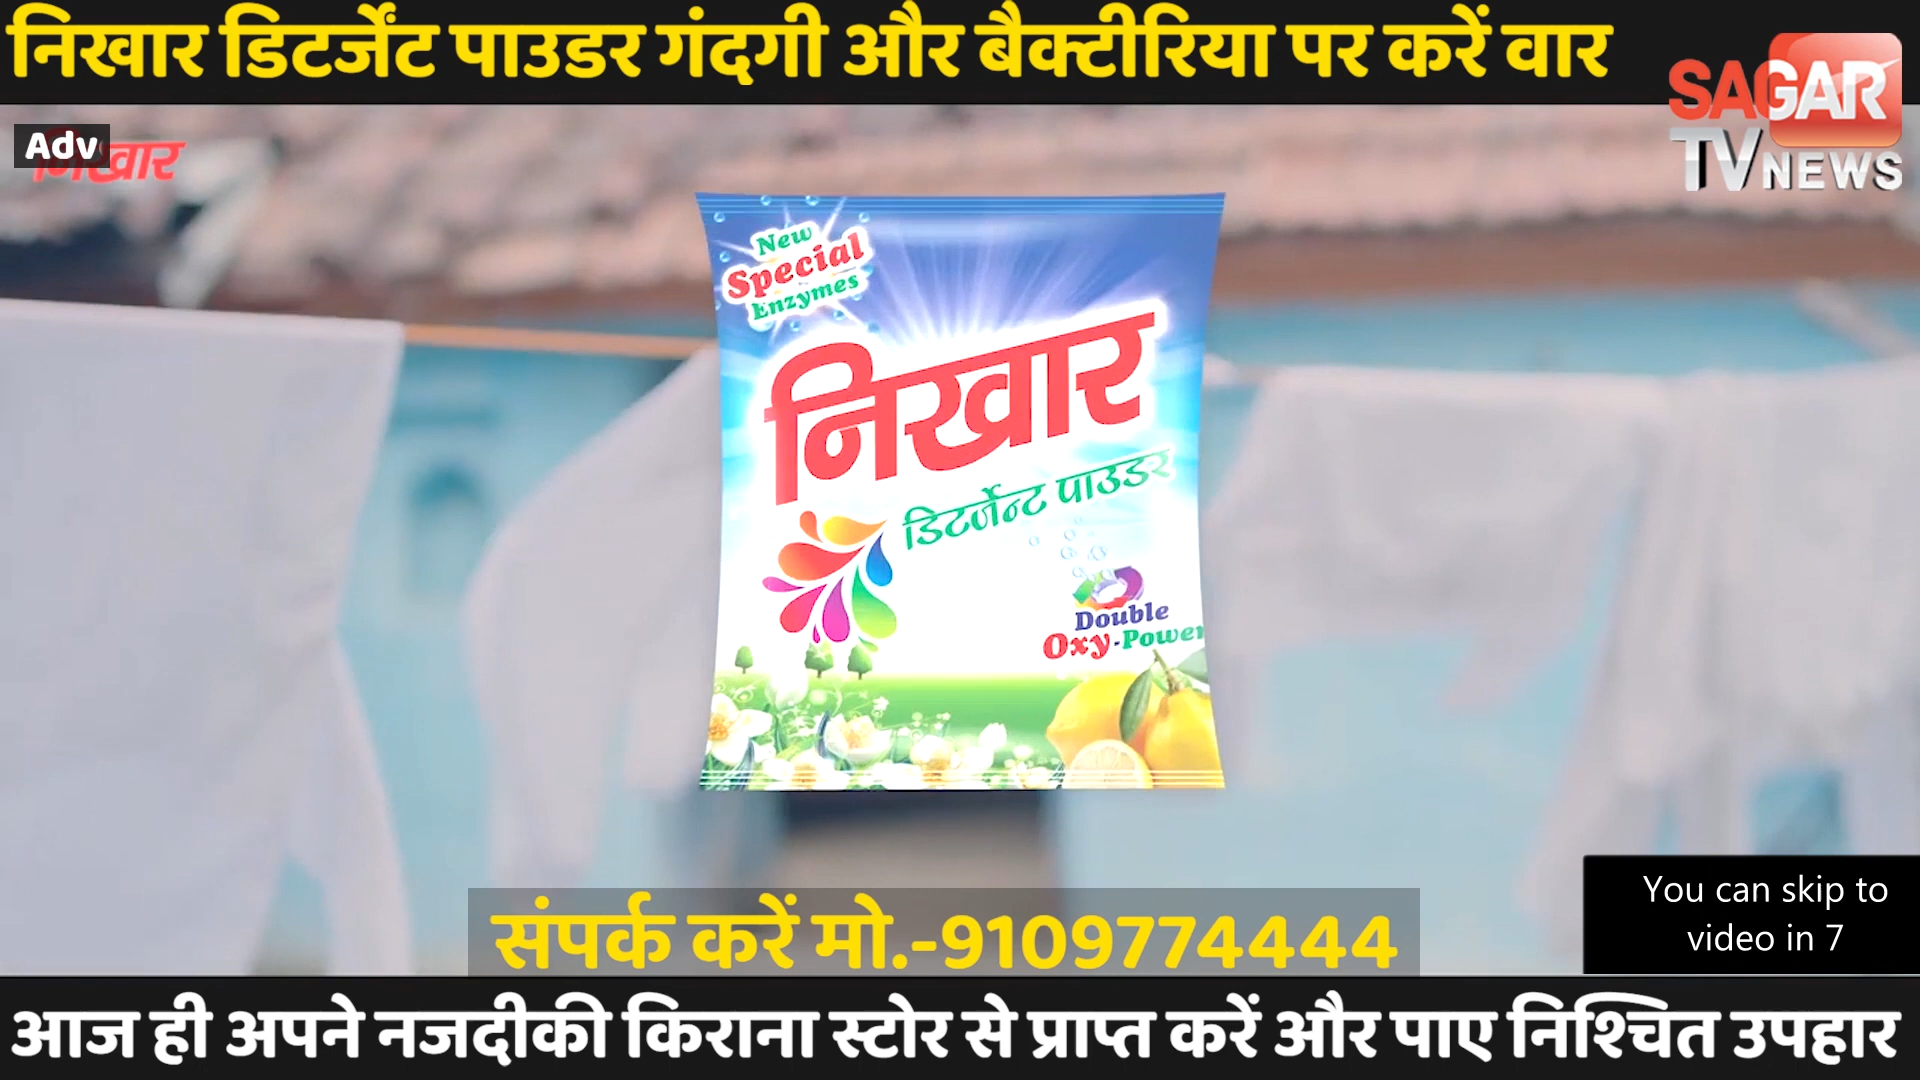 निखार डिटर्जेंट पाउडर गंदगी और बैक्टीरिया पर करें वार
SAGAR
TV NEWS
Adv
निखार
New
Special
Enzymes
निखार
डिटर्जेन्ट पाउडर
Double
Oxy-Power
संपर्क करें मो.-9109774444
You can skip to
video in 7
आज ही अपने नजदीकी किराना स्टोर से प्राप्त करें और पाए निश्चित उपहार